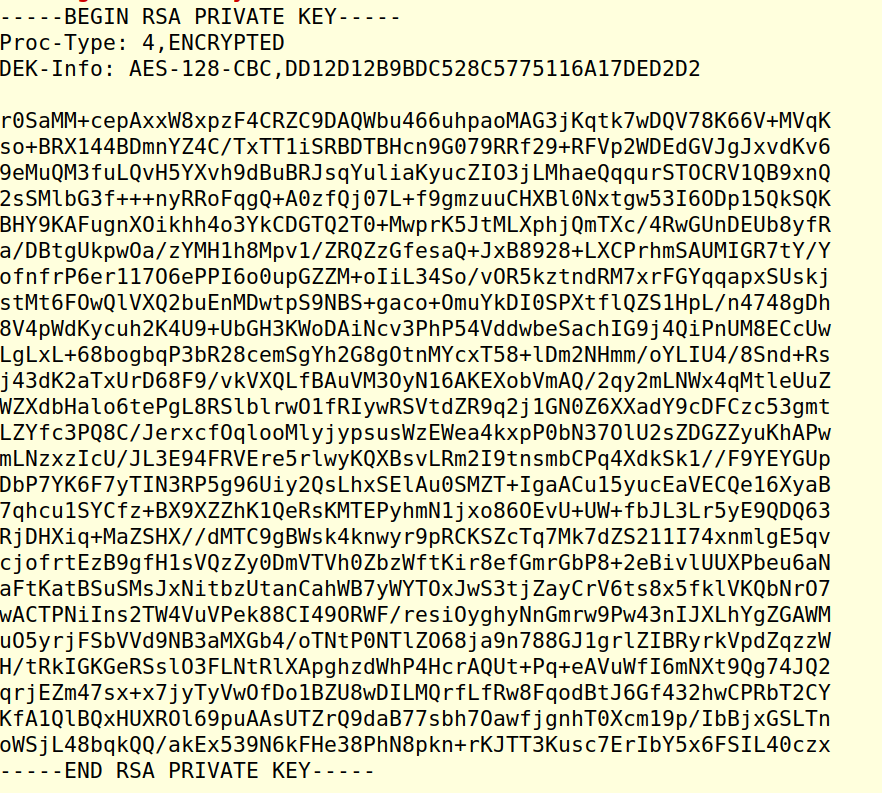 -----BEGIN RSA PRIVATE KEY-----
Proc-Type: 4,ENCRYPTED
DEK-Info: AES-128-CBC,DD12D12B9BDC528C5775116A17DED2D2

r0SaMM+cepAxxW8xpzF4CRZC9DAQWbu466uhpaoMAG3jKqtk7wDQV78K66V+MVqK
so+BRX144BDmnYZ4C/TxTT1iSRBDTBHcn9G079RRf29+RFVp2WDEdGVJgJxvdKv6
9eMuQM3fuLQvH5YXvh9dBuBRJsqYuliaKyucZIO3jLMhaeQqqurSTOCRV1QB9xnQ
2sSMlbG3f+++nyRRoFqgQ+A0zfQj07L+f9gmzuuCHXBl0Nxtgw53I6ODp15QkSQK
BHY9KAFugnXOikhh4o3YkCDGTQ2T0+MwprK5JtMLXphjQmTXc/4RwGUnDEUb8yfR
a/DBtgUkpwOa/zYMH1h8Mpv1/ZRQZzGfesaQ+JxB8928+LXCPrhmSAUMIGR7tY/Y
ofnfrP6er117O6ePPI6o0upGZZM+oIiL34So/vOR5kztndRM7xrFGYqqapxSUskj
stMt6FOwQlVXQ2buEnMDwtpS9NBS+gaco+OmuYkDI0SPXtflQZS1HpL/n4748gDh
8V4pWdKycuh2K4U9+UbGH3KWoDAiNcv3PhP54VddwbeSachIG9j4QiPnUM8ECcUw
LgLxL+68bogbqP3bR28cemSgYh2G8gOtnMYcxT58+lDm2NHmm/oYLIU4/8Snd+Rs
j43dK2aTxUrD68F9/vkVXQLfBAuVM3OyN16AKEXobVmAQ/2qy2mLNWx4qMtleUuZ
WZXdbHalo6tePgL8RSlblrwO1fRIywRSVtdZR9q2j1GN0Z6XXadY9cDFCzc53gmt
LZYfc3PQ8C/JerxcfOqlooMlyjypsusWzEWea4kxpP0bN37OlU2sZDGZZyuKhAPw
mLNzxzIcU/JL3E94FRVEre5rlwyKQXBsvLRm2I9tnsmbCPq4XdkSk1//F9YEYGUp
DbP7YK6F7yTIN3RP5g96Uiy2QsLhxSElAu0SMZT+IgaACu15yucEaVECQe16XyaB
7qhcu1SYCfz+BX9XZZhK1QeRsKMTEPyhmN1jxo86OEvU+UW+fbJL3Lr5yE9QDQ63
RjDHXiq+MaZSHX//dMTC9gBWsk4knwyr9pRCKSZcTq7Mk7dZS211I74xnmlgE5qv
cjofrtEzB9gfH1sVQzZy0DmVTVh0ZbzWftKir8efGmrGbP8+2eBivlUUXPbeu6aN
aFtKatBSuSMsJxNitbzUtanCahWB7yWYTOxJwS3tjZayCrV6ts8x5fklVKQbNrO7
wACTPNiIns2TW4VuVPek88CI49ORWF/resiOyghyNnGmrw9Pw43nIJXLhYgZGAWM
uO5yrjFSbVVd9NB3aMXGb4/oTNtP0NTlZO68ja9n788GJ1grlZIBRyrkVpdZqzzW
H/tRkIGKGeRSslO3FLNtRlXApghzdWhP4HcrAQUt+Pq+eAVuWfI6mNXt9Qg74JQ2
qrjEZm47sx+x7jyTyVwOfDo1BZU8wDILMQrfLfRw8FqodBtJ6Gf432hwCPRbT2CY
KfA1QlBQxHUXROl69puAAsUTZrQ9daB77sbh7OawfjgnhT0Xcm19p/IbBjxGSLTn
oWSjL48bqkQQ/akEx539N6kFHe38PhN8pkn+rKJTT3Kusc7ErIbY5x6FSIL40czx
-----END RSA PRIVATE KEY-----